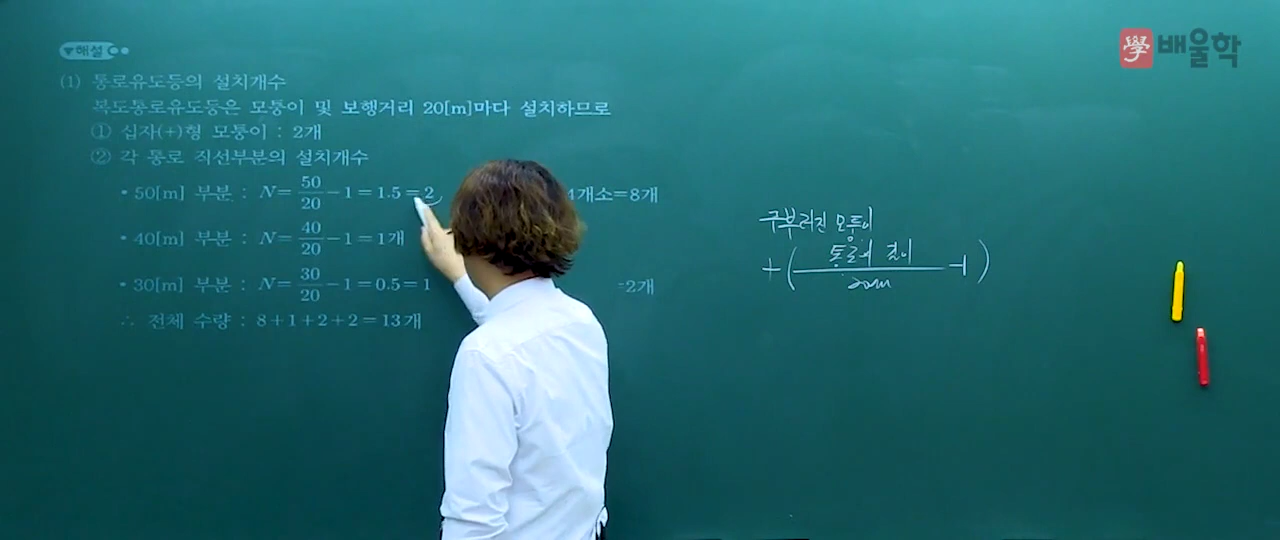 해설
學 배울학
(1) 통로유도등의 설치개수
복도통로유도등은 모퉁이 및 보행거리 20[m]마다 설치하므로
① 십자(+)형 모퉁이 : 2개
② 각 통로 직선부분의 설치개수
• 50[m] 부분 : N= 50/20 −1=1.5=2 4개소=8개
• 40[m] 부분 : N= 40/20 −1=1개
• 30[m] 부분 : N= 30/20 −1=0.5=1 =2개
∴ 전체 수량 : 8+1+2+2=13개
구부러진 모퉁이
+( 통로의 길이 / 20m −1 )